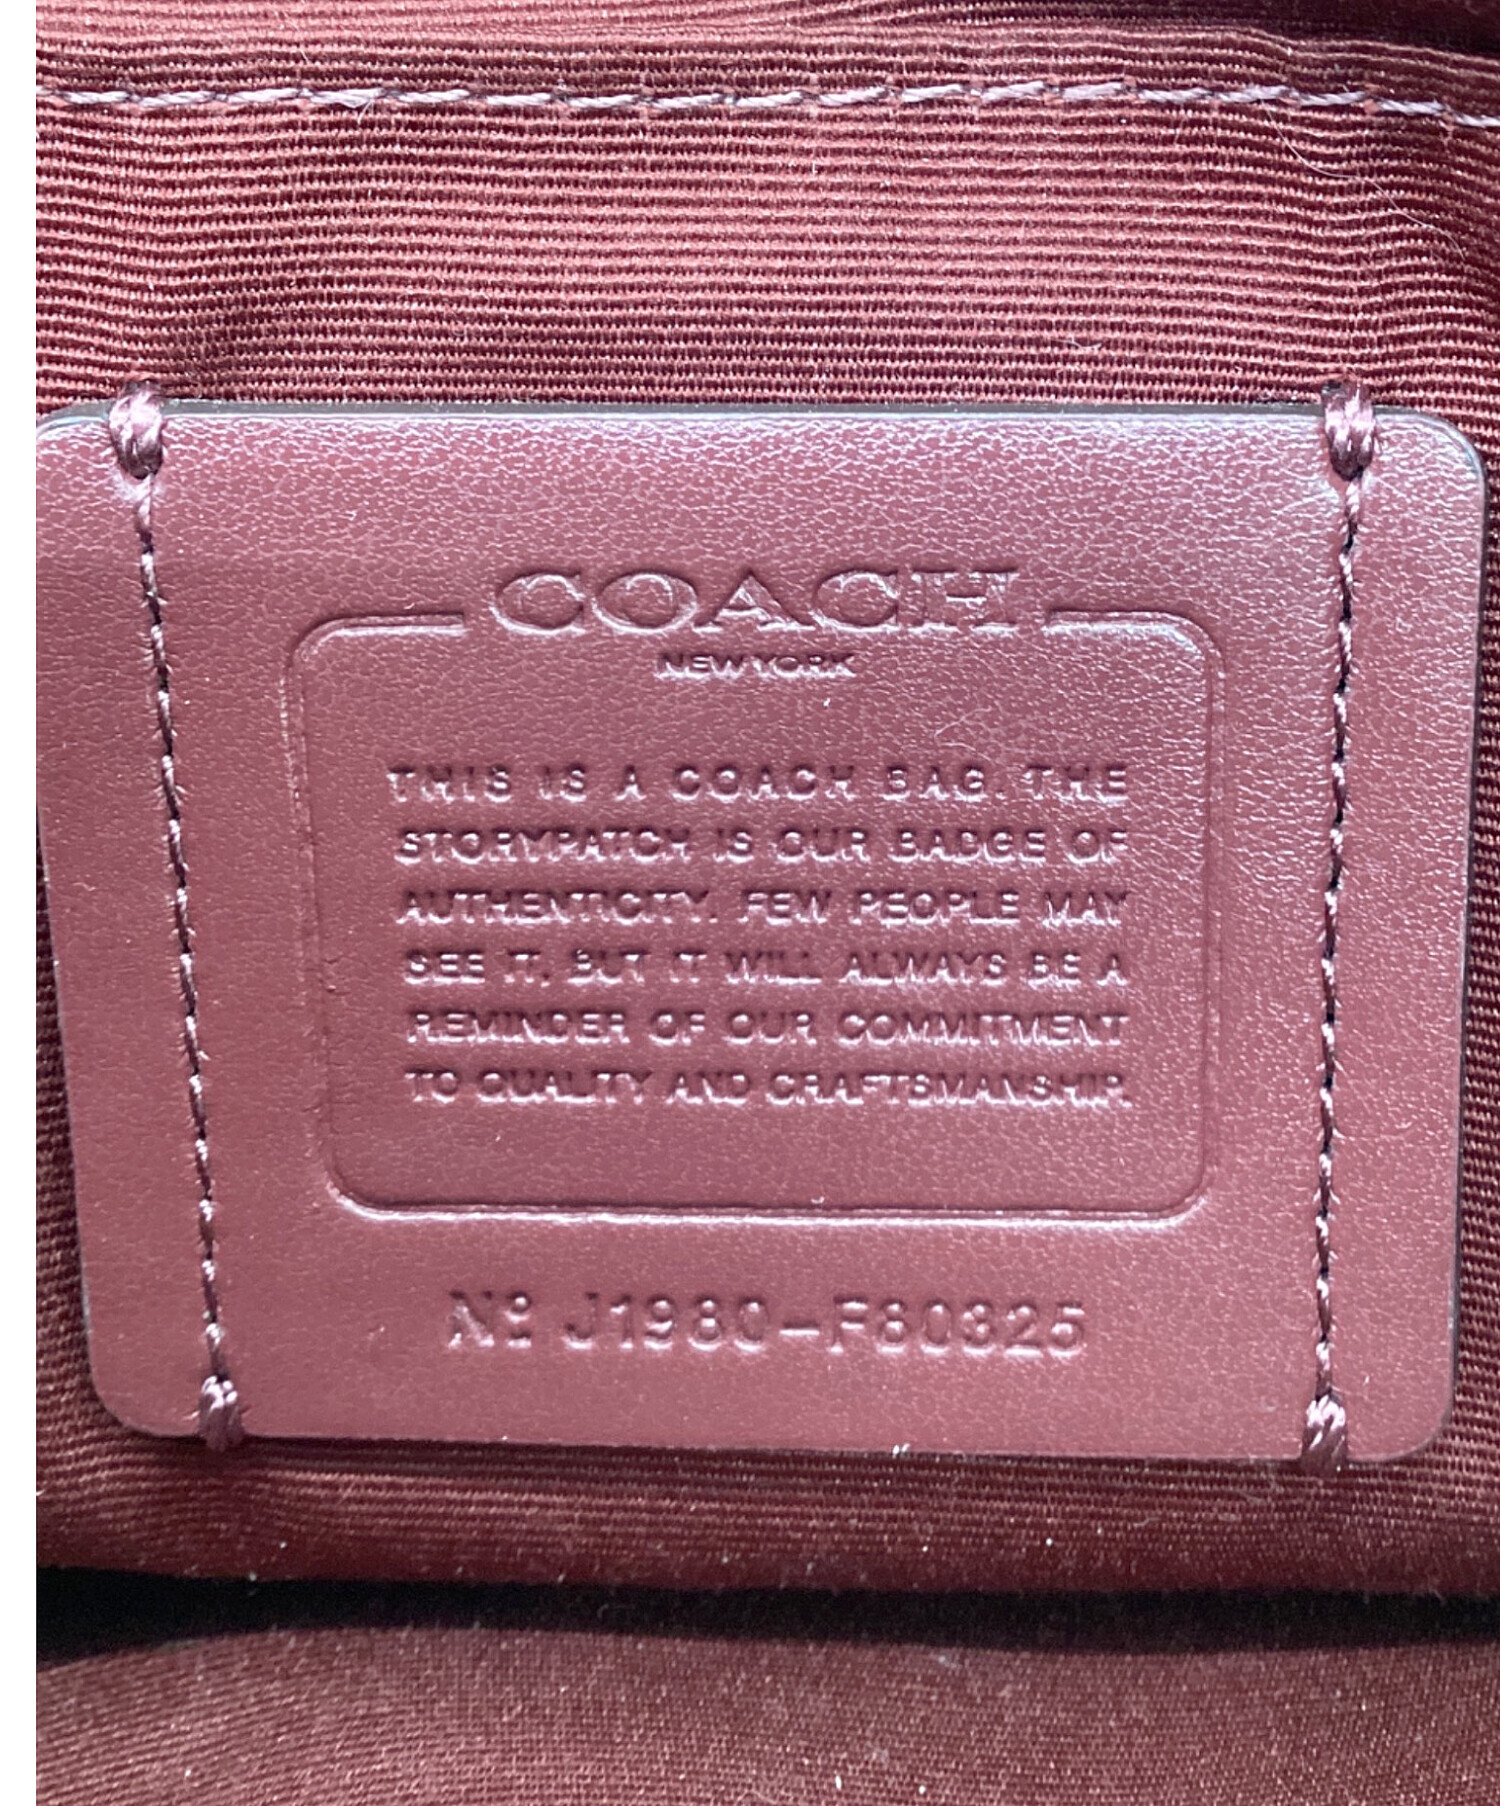 COACH
NEW YORK
THIS IS A COACH BAG. THE
STORYPATCH IS OUR BADGE OF
AUTHENTICITY. FEW PEOPLE MAY
SEE IT, BUT IT WILL ALWAYS BE A
REMINDER OF OUR COMMITMENT
TO QUALITY AND CRAFTSMANSHIP.
Nº J1980-F80325